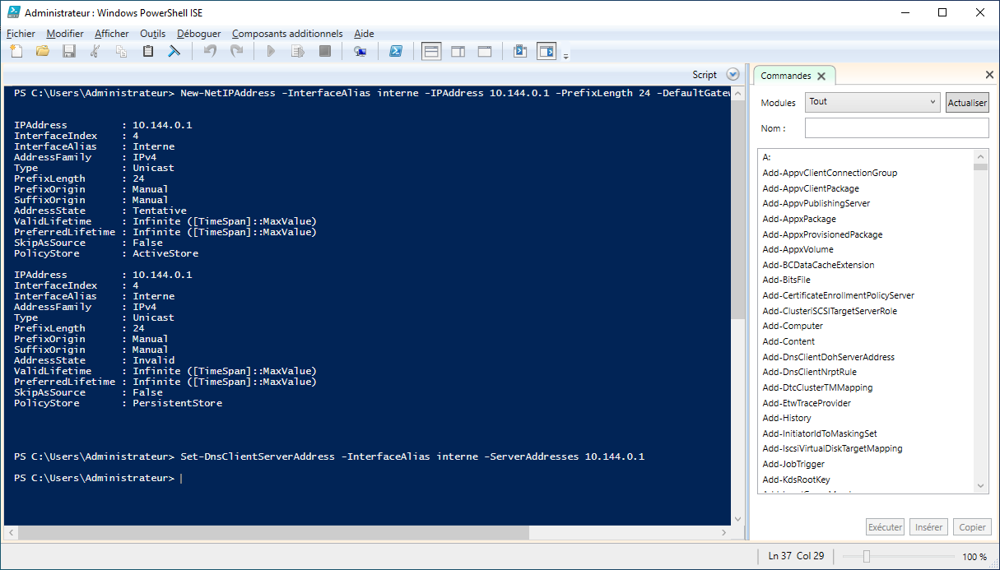 Administrateur : Windows PowerShell ISE
Fichier Modifier Afficher Outils Déboguer Composants additionnels Aide
Script
PS C:\Users\Administrateur> New-NetIPAddress -InterfaceAlias interne -IPAddress 10.144.0.1 -PrefixLength 24 -DefaultGatew
IPAddress : 10.144.0.1
InterfaceIndex : 4
InterfaceAlias : Interne
AddressFamily : IPv4
Type : Unicast
PrefixLength : 24
PrefixOrigin : Manual
SuffixOrigin : Manual
AddressState : Tentative
ValidLifetime : Infinite ([TimeSpan]::MaxValue)
PreferredLifetime : Infinite ([TimeSpan]::MaxValue)
SkipAsSource : False
PolicyStore : ActiveStore
IPAddress : 10.144.0.1
InterfaceIndex : 4
InterfaceAlias : Interne
AddressFamily : IPv4
Type : Unicast
PrefixLength : 24
PrefixOrigin : Manual
SuffixOrigin : Manual
AddressState : Invalid
ValidLifetime : Infinite ([TimeSpan]::MaxValue)
PreferredLifetime : Infinite ([TimeSpan]::MaxValue)
SkipAsSource : False
PolicyStore : PersistentStore
PS C:\Users\Administrateur> Set-DnsClientServerAddress -InterfaceAlias interne -ServerAddresses 10.144.0.1
PS C:\Users\Administrateur>
Commandes
Modules Tout Actualiser
Nom :
A:
Add-AppvClientConnectionGroup
Add-AppvClientPackage
Add-AppvPublishingServer
Add-AppxPackage
Add-AppxProvisionedPackage
Add-AppxVolume
Add-BCDataCacheExtension
Add-BitsFile
Add-CertificateEnrollmentPolicyServer
Add-ClusteriSCSITargetServerRole
Add-Computer
Add-Content
Add-DnsClientDohServerAddress
Add-DnsClientNrptRule
Add-DtcClusterTMMapping
Add-EtwTraceProvider
Add-History
Add-InitiatorIdToMaskingSet
Add-IscsiVirtualDiskTargetMapping
Add-JobTrigger
Add-KdsRootKey
Exécuter Insérer Copier
Ln 37 Col 29 100 %